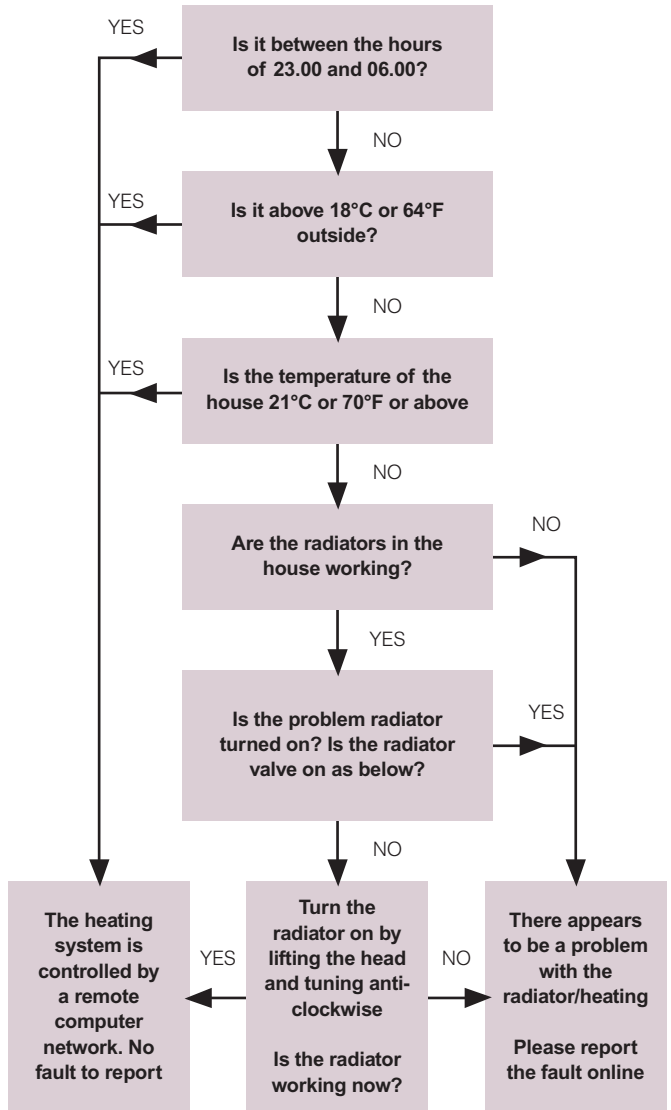 YES
Is it between the hours
of 23.00 and 06.00?
NO
YES
Is it above 18°C or 64°F
outside?
NO
YES
Is the temperature of the
house 21°C or 70°F or above
NO
Are the radiators in the
house working?
NO
YES
Is the problem radiator
turned on? Is the radiator
valve on as below?
YES
NO
The heating
system is
controlled by
a remote
computer
network. No
fault to report
YES
Turn the
radiator on by
lifting the head
and tuning anti-
clockwise
Is the radiator
working now?
NO
There appears
to be a problem
with the
radiator/heating
Please report
the fault online